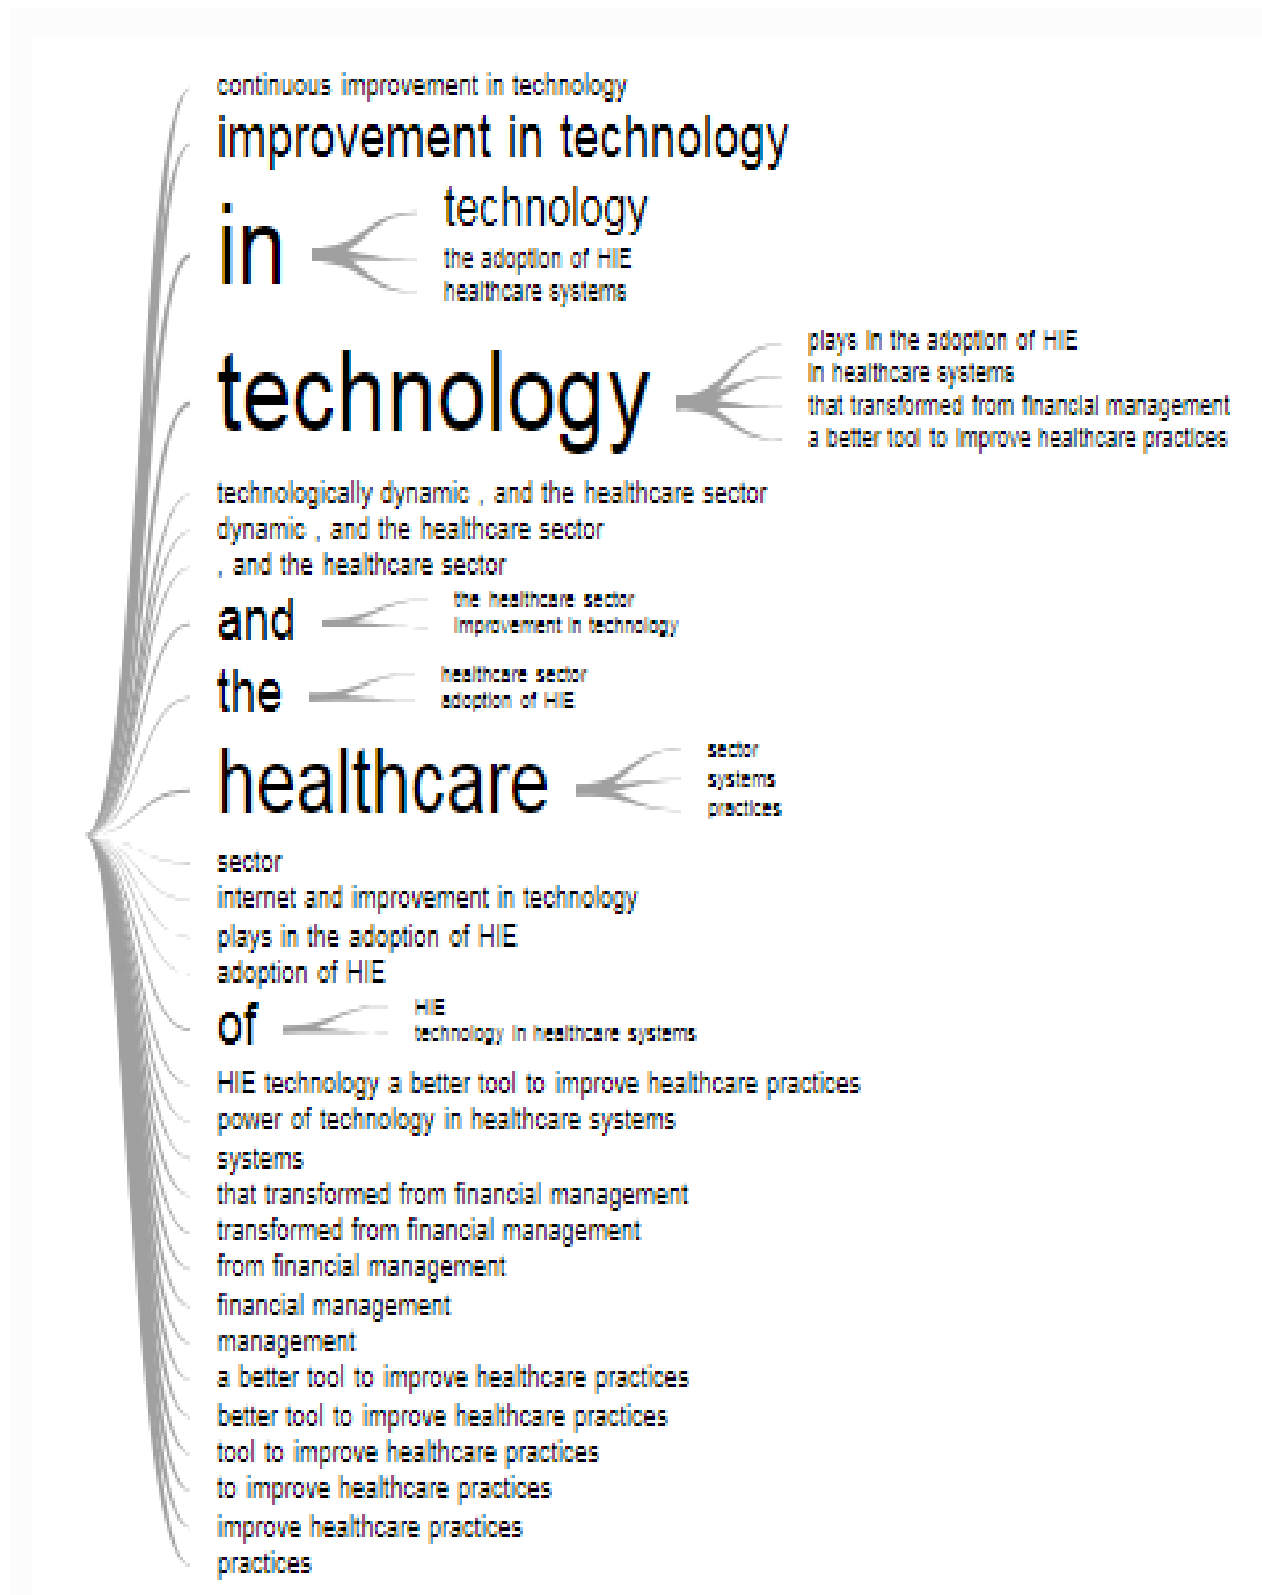 continuous improvement in technology
improvement in technology
in
technology
the adoption of HIE
healthcare systems
technology
plays in the adoption of HIE
in healthcare systems
that transformed from financial management
a better tool to improve healthcare practices
technologically dynamic , and the healthcare sector
dynamic , and the healthcare sector
, and the healthcare sector
and
the healthcare sector
improvement in technology
the
healthcare sector
adoption of HIE
healthcare
sector
systems
practices
sector
internet and improvement in technology
plays in the adoption of HIE
adoption of HIE
of
HIE
technology in healthcare systems
HIE technology a better tool to improve healthcare practices
power of technology in healthcare systems
systems
that transformed from financial management
transformed from financial management
from financial management
financial management
management
a better tool to improve healthcare practices
better tool to improve healthcare practices
tool to improve healthcare practices
to improve healthcare practices
improve healthcare practices
practices